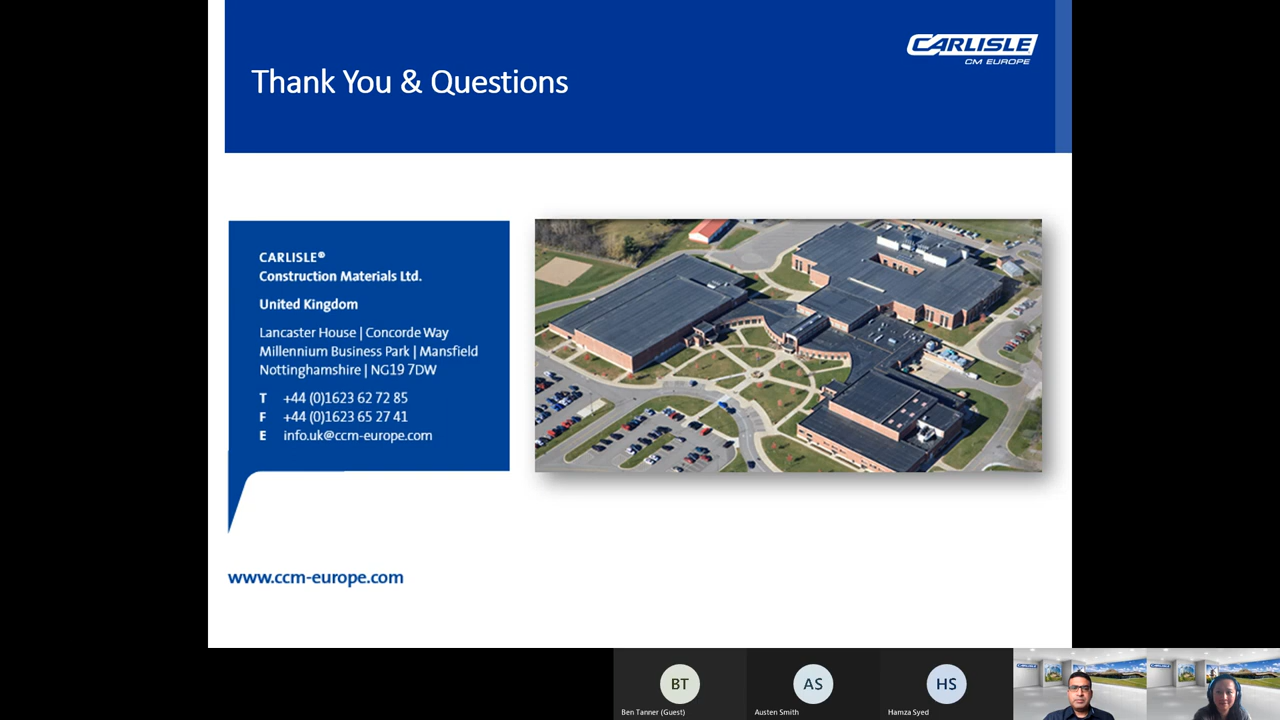 CARLISLE
CM EUROPE
Thank You & Questions
CARLISLE®
Construction Materials Ltd.
United Kingdom
Lancaster House | Concorde Way
Millennium Business Park | Mansfield
Nottinghamshire | NG19 7DW
T +44 (0)1623 62 72 85
F +44 (0)1623 65 27 41
E info.uk@ccm-europe.com
www.ccm-europe.com
BT
AS
HS
CARLISLE
CARLISLE
Ben Tanner (Guest)
Austen Smith
Hamza Syed